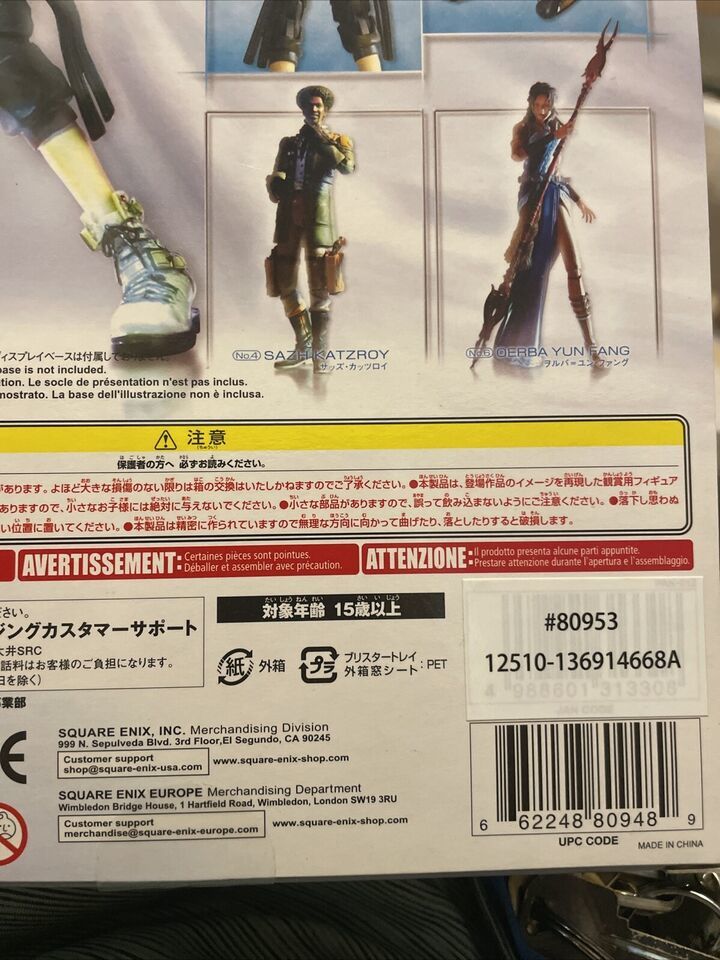 No.4 SAZH KATZROY
サッズ・カッツロイ
No.5 OERBA YUN FANG
ヲルバ=ユン・ファング
ディスプレイベースは付属しておりません。
base is not included.
tion. Le socle de présentation n'est pas inclus.
mostrato. La base dell'illustrazione non è inclusa.
注意
保護者の方へ 必ずお読みください。
があります。よほど大きな損傷のない限りは箱の交換はいたしかねますのでご了承ください。●本製品は、登場作品のイメージを再現した観賞用フィギュア
ありますので、小さなお子様には絶対に与えないでください。●小さな部品がありますので、誤って飲み込まないようにご注意ください。●落下し思わぬ
い位置に置いてください。●本製品は精密に作られていますので無理な方向に向かって曲げたり、落としたりすると破損します。
AVERTISSEMENT: Certaines pièces sont pointues.
Déballer et assembler avec précaution.
ATTENZIONE: Il prodotto presenta alcune parti appuntite.
Prestare attenzione durante l'apertura e l'assemblaggio.
ださい。
ジングカスタマーサポート
大井SRC
話料はお客様のご負担になります。
日を除く)
事業部
対象年齢 15歳以上
紙 外箱
プラ ブリスタートレイ・
外箱窓シート:PET
#80953
12510-136914668A
4 988601 313308
JAN CODE
CE
SQUARE ENIX, INC. Merchandising Division
999 N. Sepulveda Blvd. 3rd Floor,El Segundo, CA 90245
Customer support
shop@square-enix-usa.com
www.square-enix-shop.com
SQUARE ENIX EUROPE Merchandising Department
Wimbledon Bridge House, 1 Hartfield Road, Wimbledon, London SW19 3RU
Customer support
merchandise@square-enix-europe.com
www.square-enix-shop.com
6 62248 80948 9
UPC CODE
MADE IN CHINA